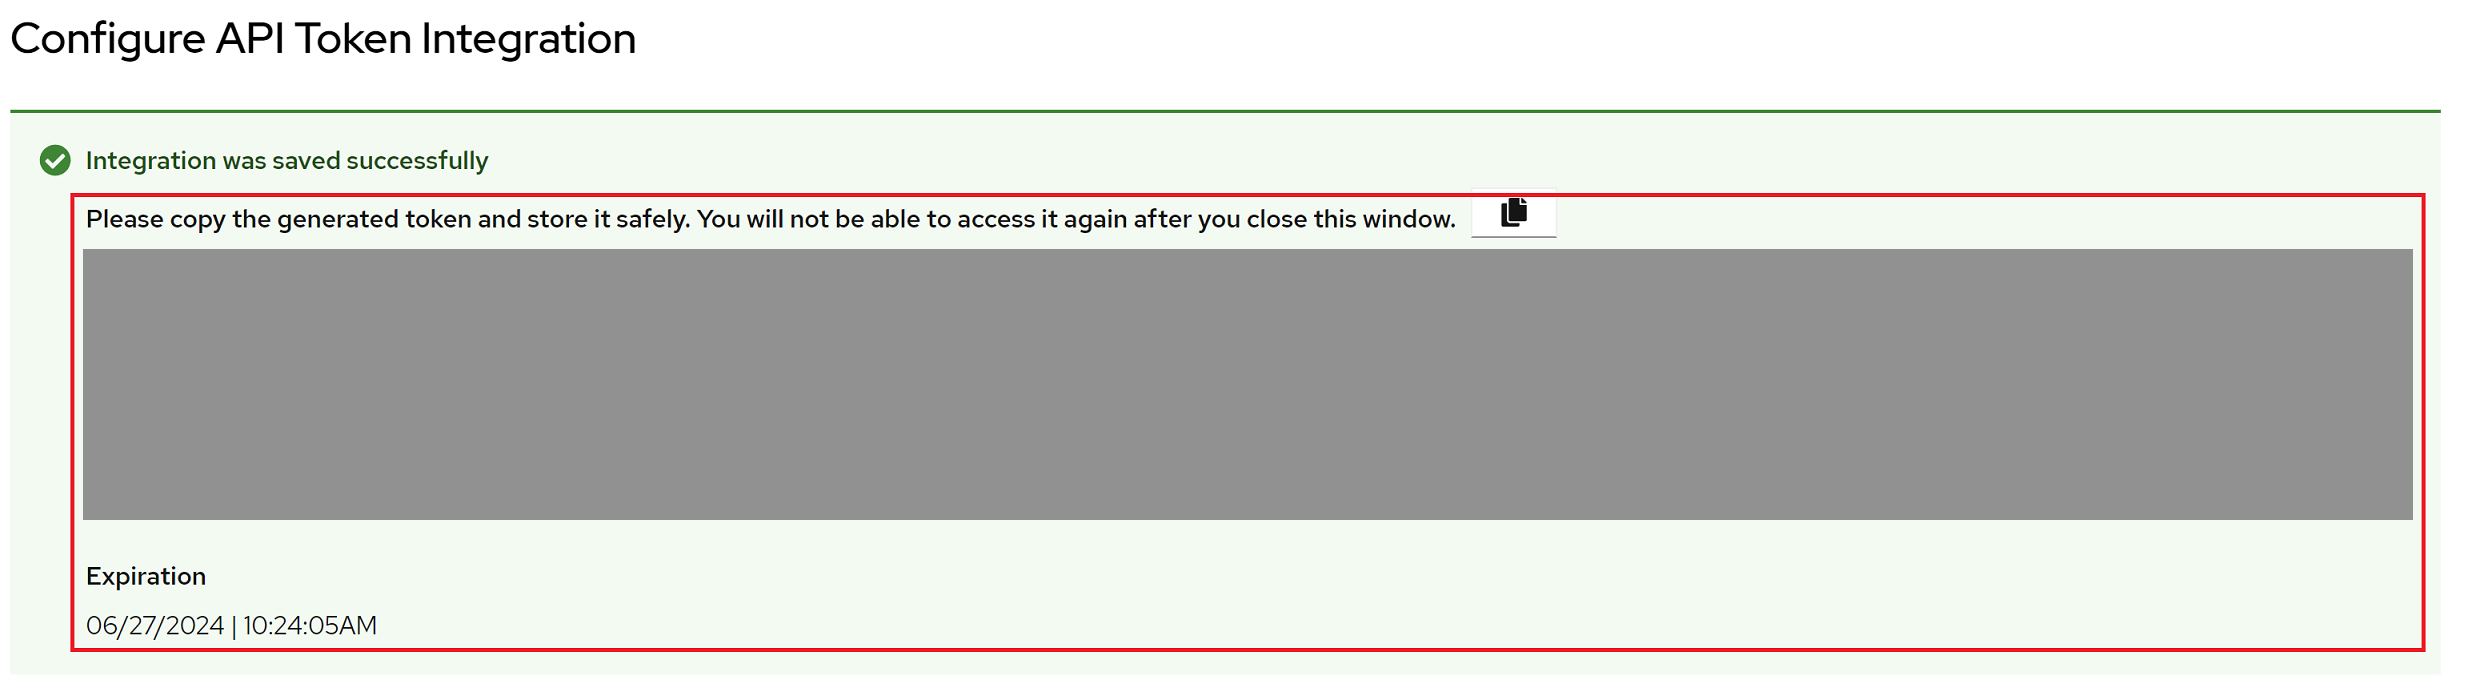 Configure API Token Integration
Integration was saved successfully
Please copy the generated token and store it safely. You will not be able to access it again after you close this window.
Expiration
06/27/2024 | 10:24:05AM